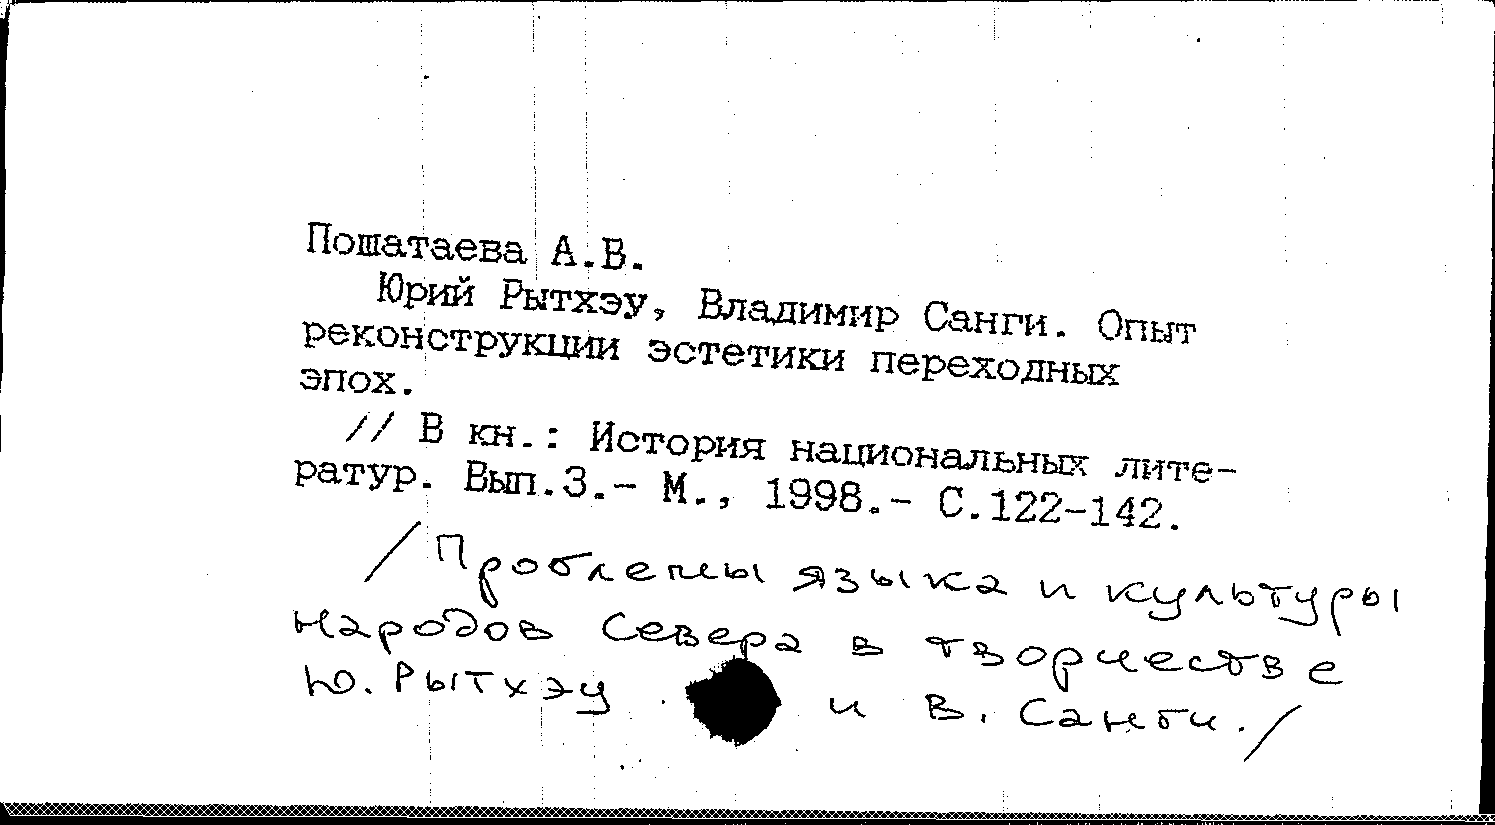 Пошатаева А.В.
Юрий Рытхэу, Владимир Санги. Опыт
реконструкции эстетики переходных
эпох.
// В кн.: История национальных лите-
ратур. Вып.3.- М., 1998.- С.122-142.
/Проблемы языка и культуры
народов Севера в творчестве
Ю. Рытхэу и В. Санги./